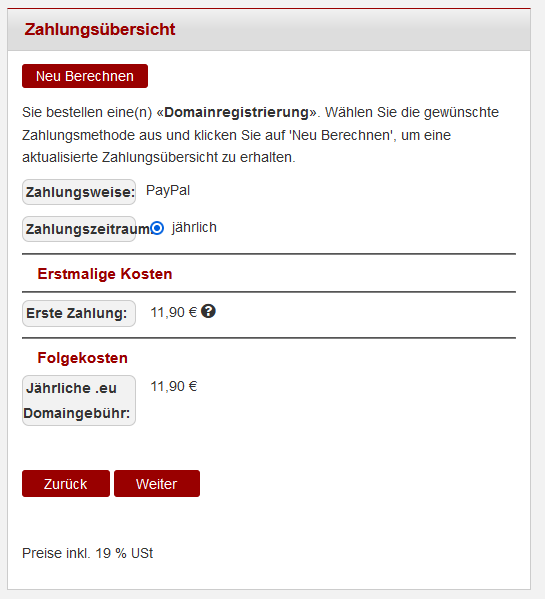 Zahlungsübersicht
Neu Berechnen
Sie bestellen eine(n) «Domainregistrierung». Wählen Sie die gewünschte
Zahlungsmethode aus und klicken Sie auf 'Neu Berechnen', um eine
aktualisierte Zahlungsübersicht zu erhalten.
Zahlungsweise: PayPal
Zahlungszeitraum jährlich
Erstmalige Kosten
Erste Zahlung: 11,90 € ?
Folgekosten
Jährliche .eu 11,90 €
Domaingebühr:
Zurück Weiter
Preise inkl. 19 % USt